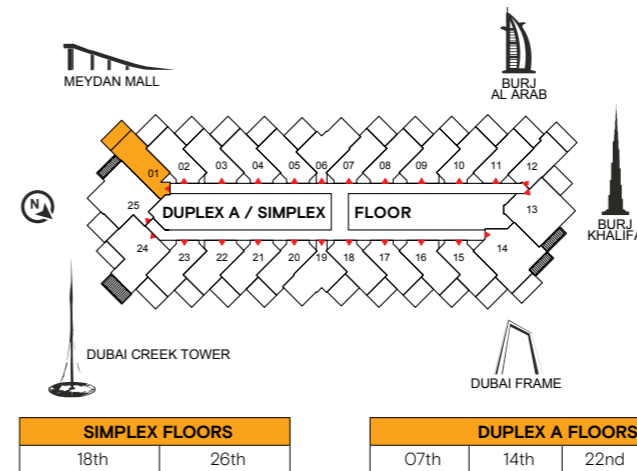 MEYDAN MALL
BURJ
AL ARAB
01 02 03 04 05 06 07 08 09 10 11 12
N
25
DUPLEX A / SIMPLEX FLOOR
13
BURJ
KHALIFA
24 23 22 21 20 19 18 17 16 15 14
DUBAI CREEK TOWER
DUBAI FRAME
SIMPLEX FLOORS
18th 26th
DUPLEX A FLOORS
07th 14th 22nd